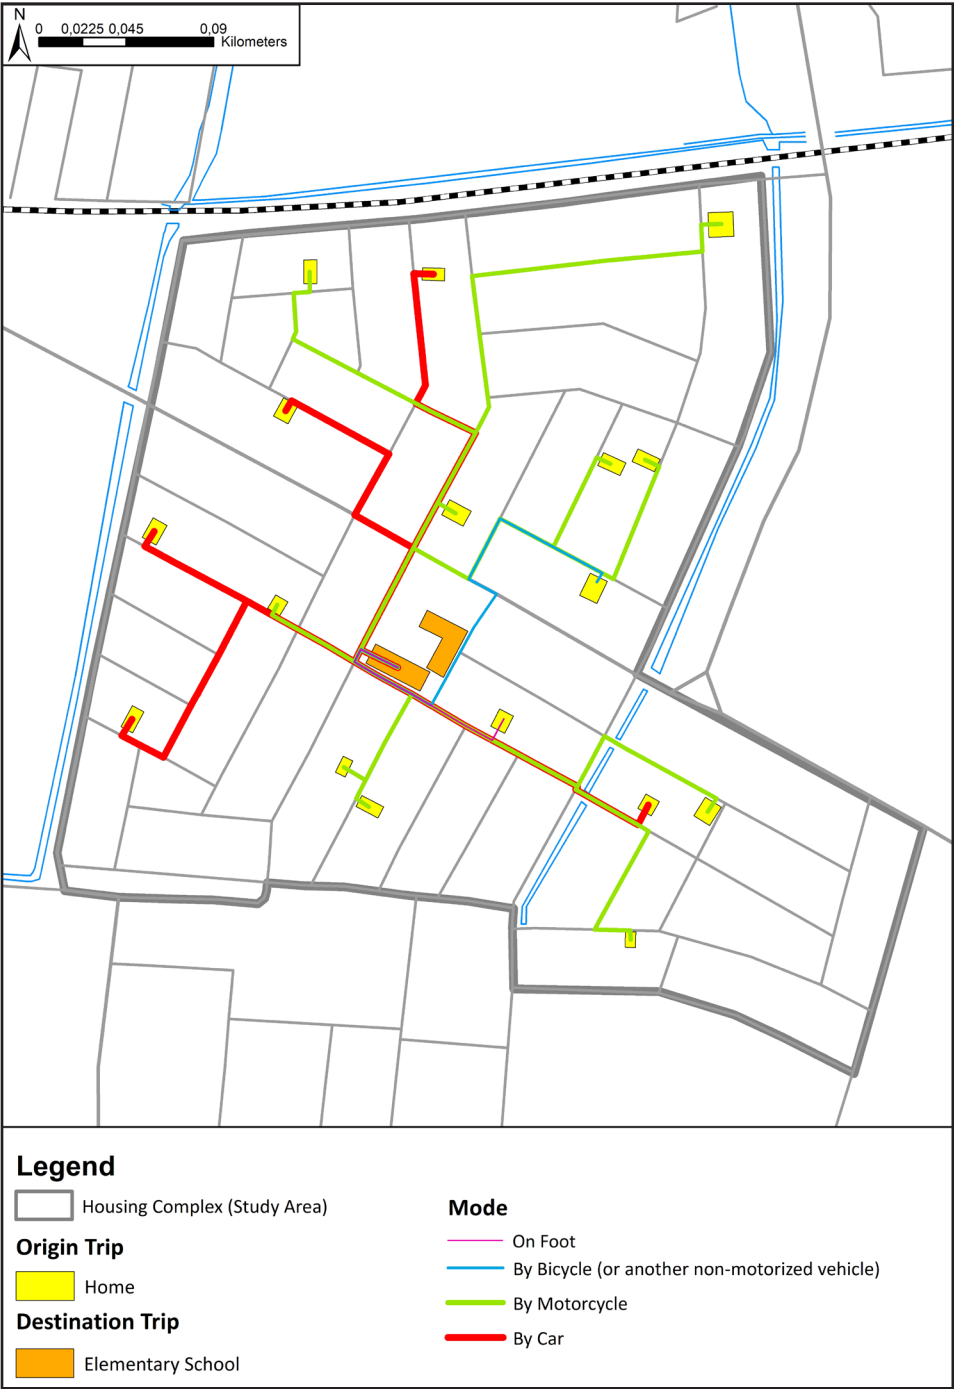 N
0 0,0225 0,045 0,09
Kilometers
Legend
Housing Complex (Study Area)
Origin Trip
Home
Destination Trip
Elementary School
Mode
On Foot
By Bicycle (or another non-motorized vehicle)
By Motorcycle
By Car